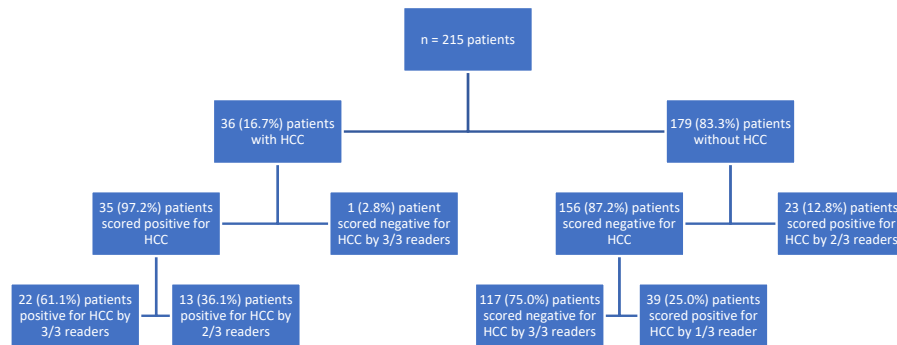 n = 215 patients
36 (16.7%) patients
with HCC
179 (83.3%) patients
without HCC
35 (97.2%) patients
scored positive for
HCC
1 (2.8%) patient
scored negative for
HCC by 3/3 readers
156 (87.2%) patients
scored negative for
HCC
23 (12.8%) patients
scored positive for
HCC by 2/3 readers
22 (61.1%) patients
positive for HCC by
3/3 readers
13 (36.1%) patients
positive for HCC by
2/3 readers
117 (75.0%) patients
scored negative for
HCC by 3/3 readers
39 (25.0%) patients
scored positive for
HCC by 1/3 reader